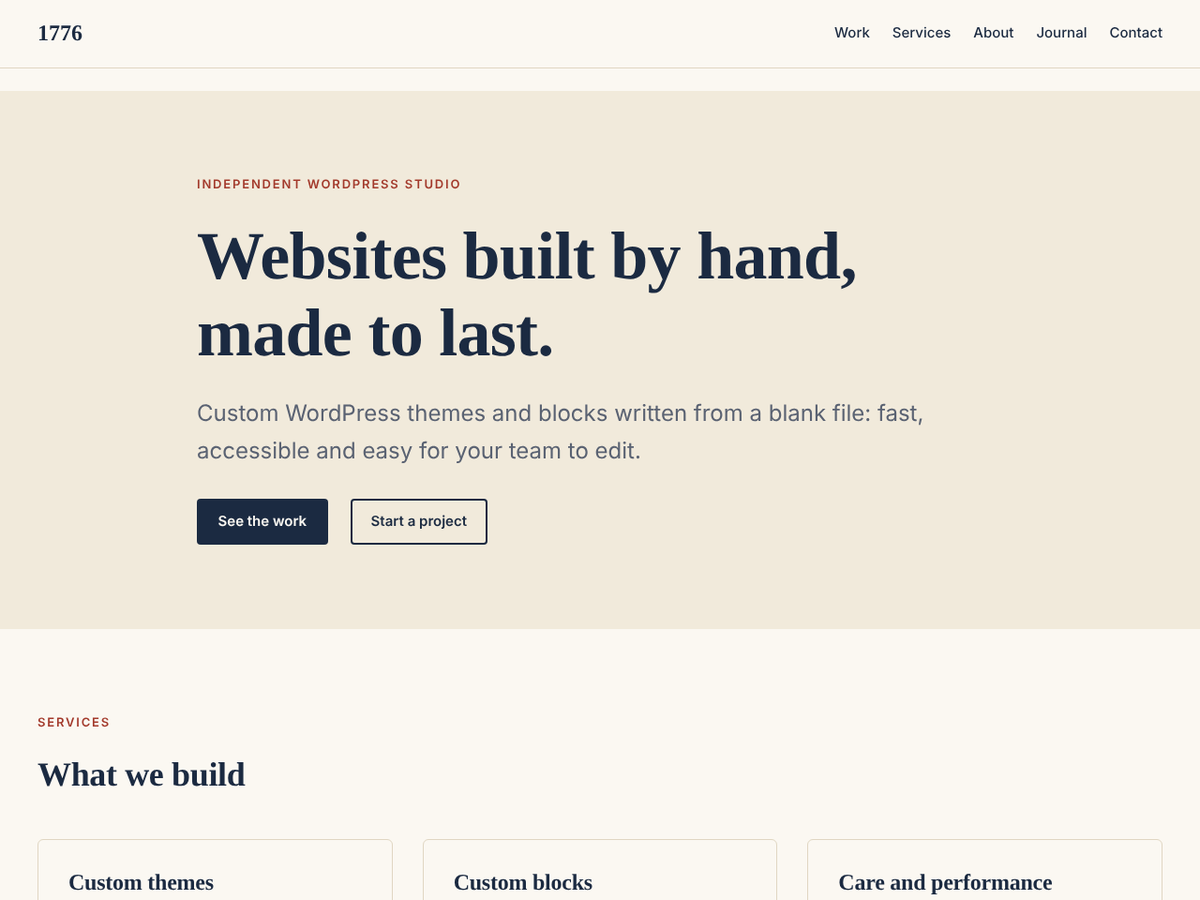 1776
Work Services About Journal Contact
INDEPENDENT WORDPRESS STUDIO
Websites built by hand,
made to last.
Custom WordPress themes and blocks written from a blank file: fast,
accessible and easy for your team to edit.
See the work Start a project
SERVICES
What we build
Custom themes Custom blocks Care and performance